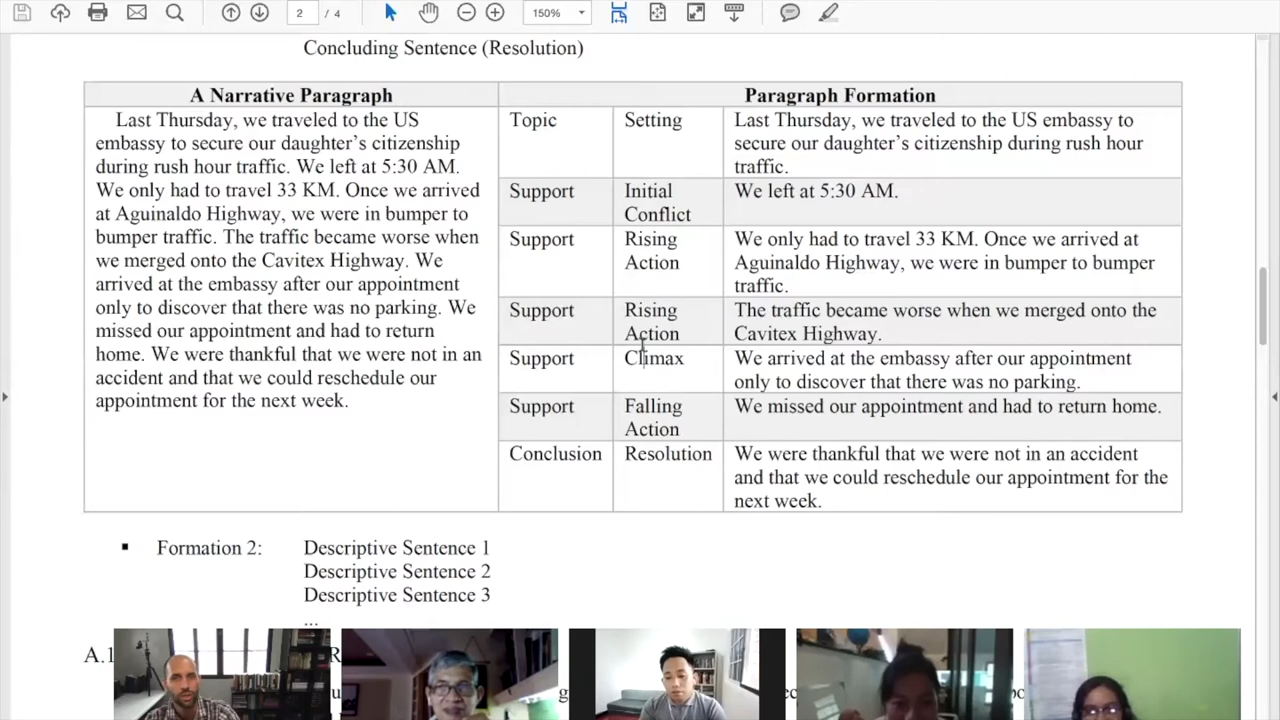 2 / 4
150%
Concluding Sentence (Resolution)
A Narrative Paragraph
Last Thursday, we traveled to the US
embassy to secure our daughter's citizenship
during rush hour traffic. We left at 5:30 AM.
We only had to travel 33 KM. Once we arrived
at Aguinaldo Highway, we were in bumper to
bumper traffic. The traffic became worse when
we merged onto the Cavitex Highway. We
arrived at the embassy after our appointment
only to discover that there was no parking. We
missed our appointment and had to return
home. We were thankful that we were not in an
accident and that we could reschedule our
appointment for the next week.
Paragraph Formation
Topic
Setting
Last Thursday, we traveled to the US embassy to
secure our daughter's citizenship during rush hour
traffic.
Support
Initial
Conflict
We left at 5:30 AM.
Support
Rising
Action
We only had to travel 33 KM. Once we arrived at
Aguinaldo Highway, we were in bumper to bumper
traffic.
Support
Rising
Action
The traffic became worse when we merged onto the
Cavitex Highway.
Support
Climax
We arrived at the embassy after our appointment
only to discover that there was no parking.
Support
Falling
Action
We missed our appointment and had to return home.
Conclusion
Resolution
We were thankful that we were not in an accident
and that we could reschedule our appointment for the
next week.
▪ Formation 2:
Descriptive Sentence 1
Descriptive Sentence 2
Descriptive Sentence 3
...